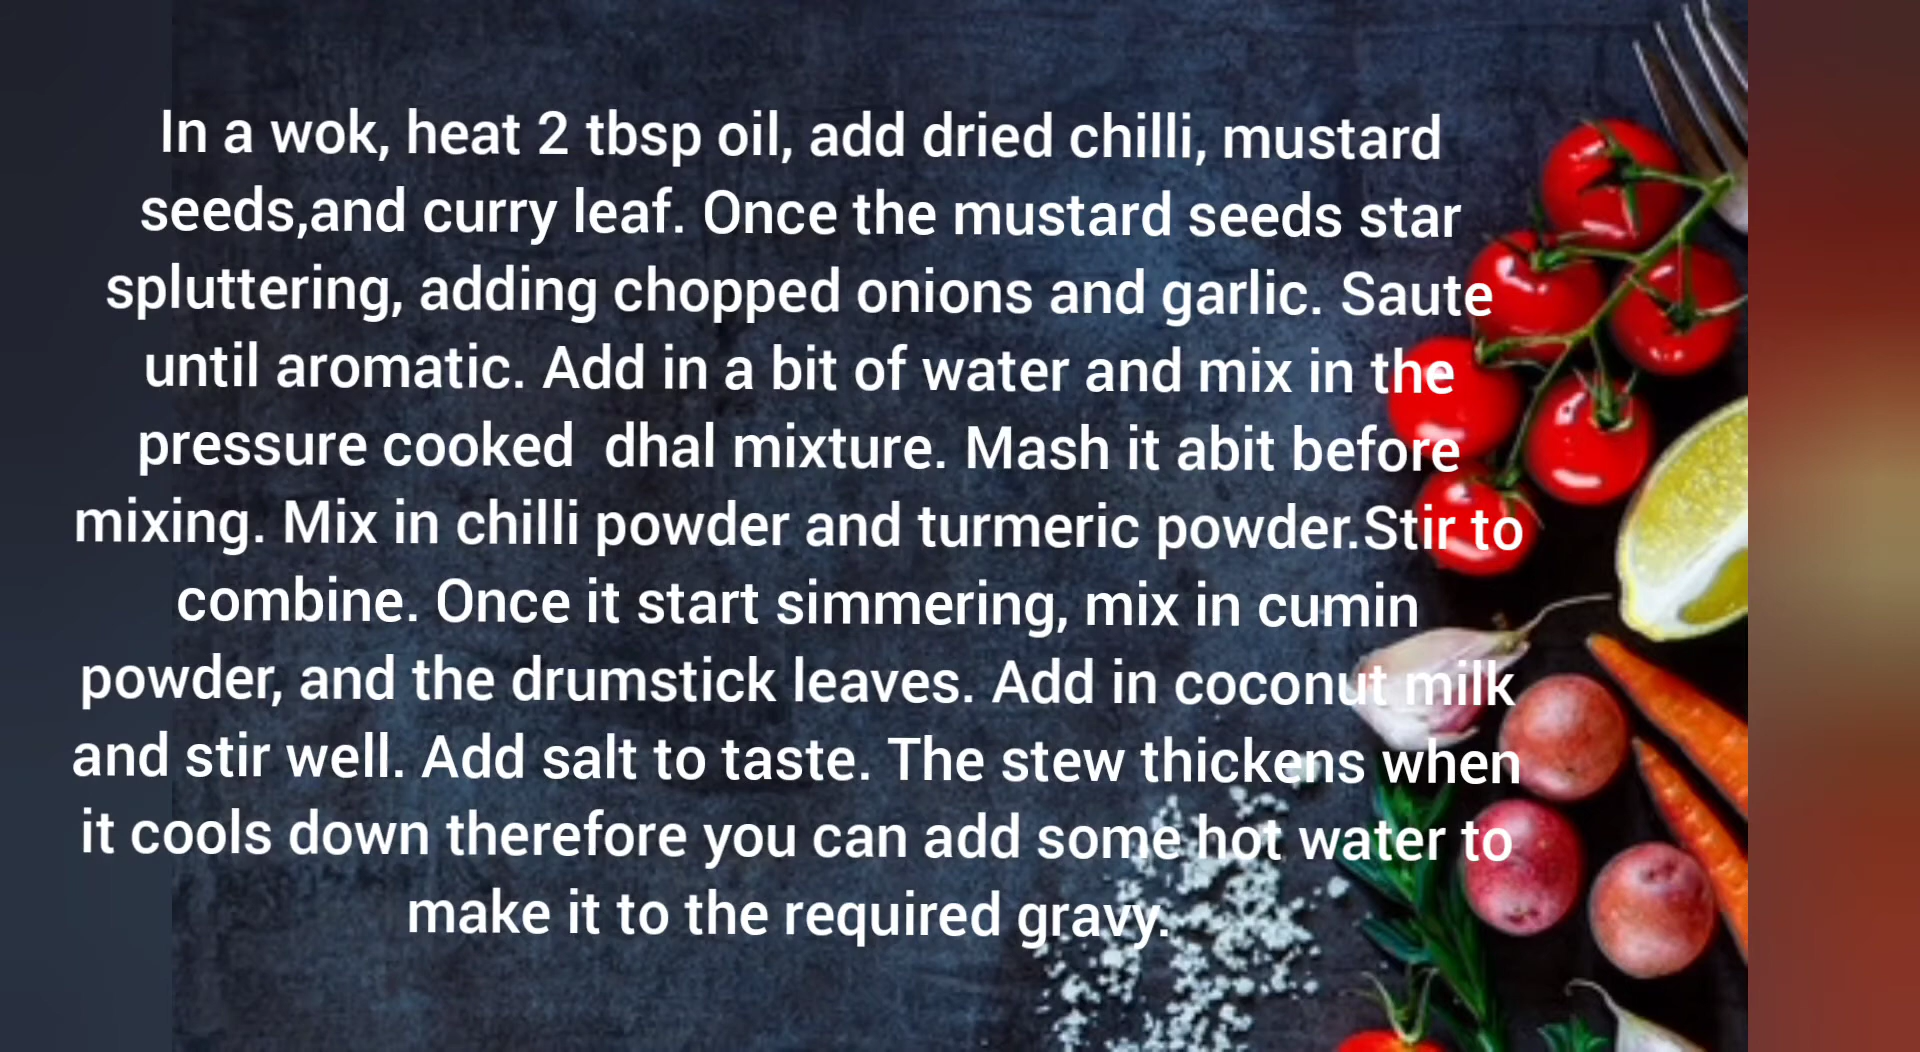 In a wok, heat 2 tbsp oil, add dried chilli, mustard
seeds,and curry leaf. Once the mustard seeds star
spluttering, adding chopped onions and garlic. Saute
until aromatic. Add in a bit of water and mix in the
pressure cooked  dhal mixture. Mash it abit before
mixing. Mix in chilli powder and turmeric powder.Stir to
combine. Once it start simmering, mix in cumin
powder, and the drumstick leaves. Add in coconut milk
and stir well. Add salt to taste. The stew thickens when
it cools down therefore you can add some hot water to
make it to the required gravy.